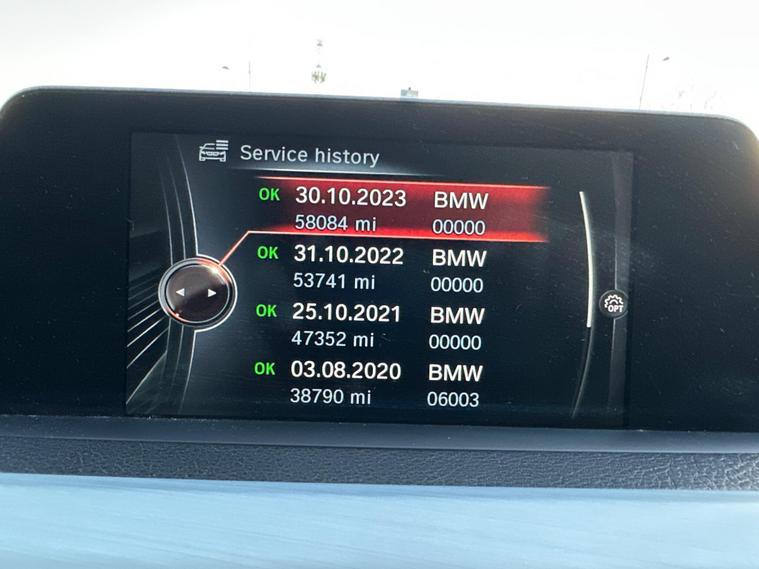 Service history
OK 30.10.2023 BMW
58084 mi 00000
OK 31.10.2022 BMW
53741 mi 00000
OK 25.10.2021 BMW
47352 mi 00000
OK 03.08.2020 BMW
38790 mi 06003
OPT